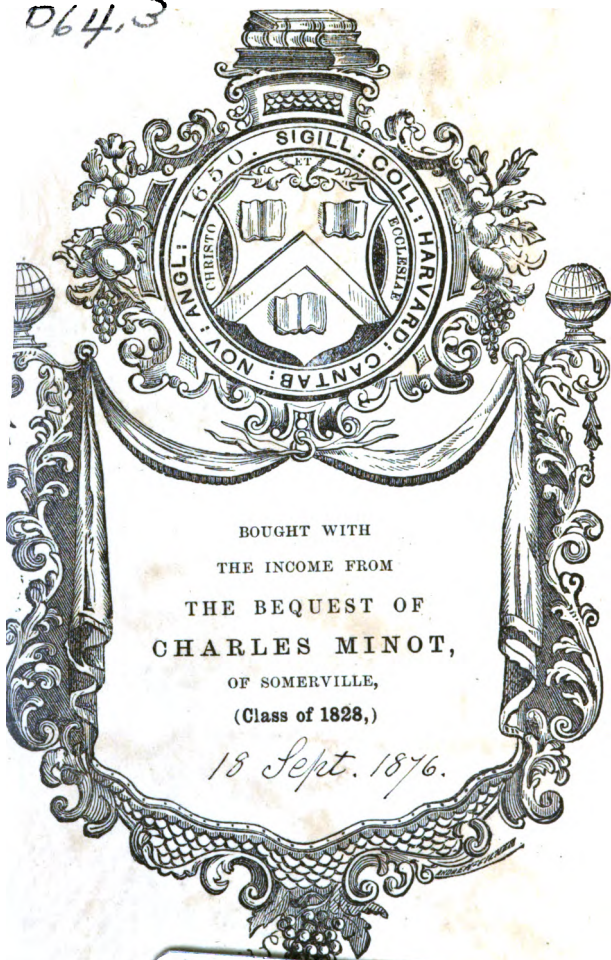 064.3
SIGILL: COLL: HARVARD: CANTAB: NOV: ANGL: 1650.
CHRISTO ET ECCLESIAE
BOUGHT WITH
THE INCOME FROM
THE BEQUEST OF
CHARLES MINOT,
OF SOMERVILLE,
(Class of 1828,)
18 Sept. 1876.